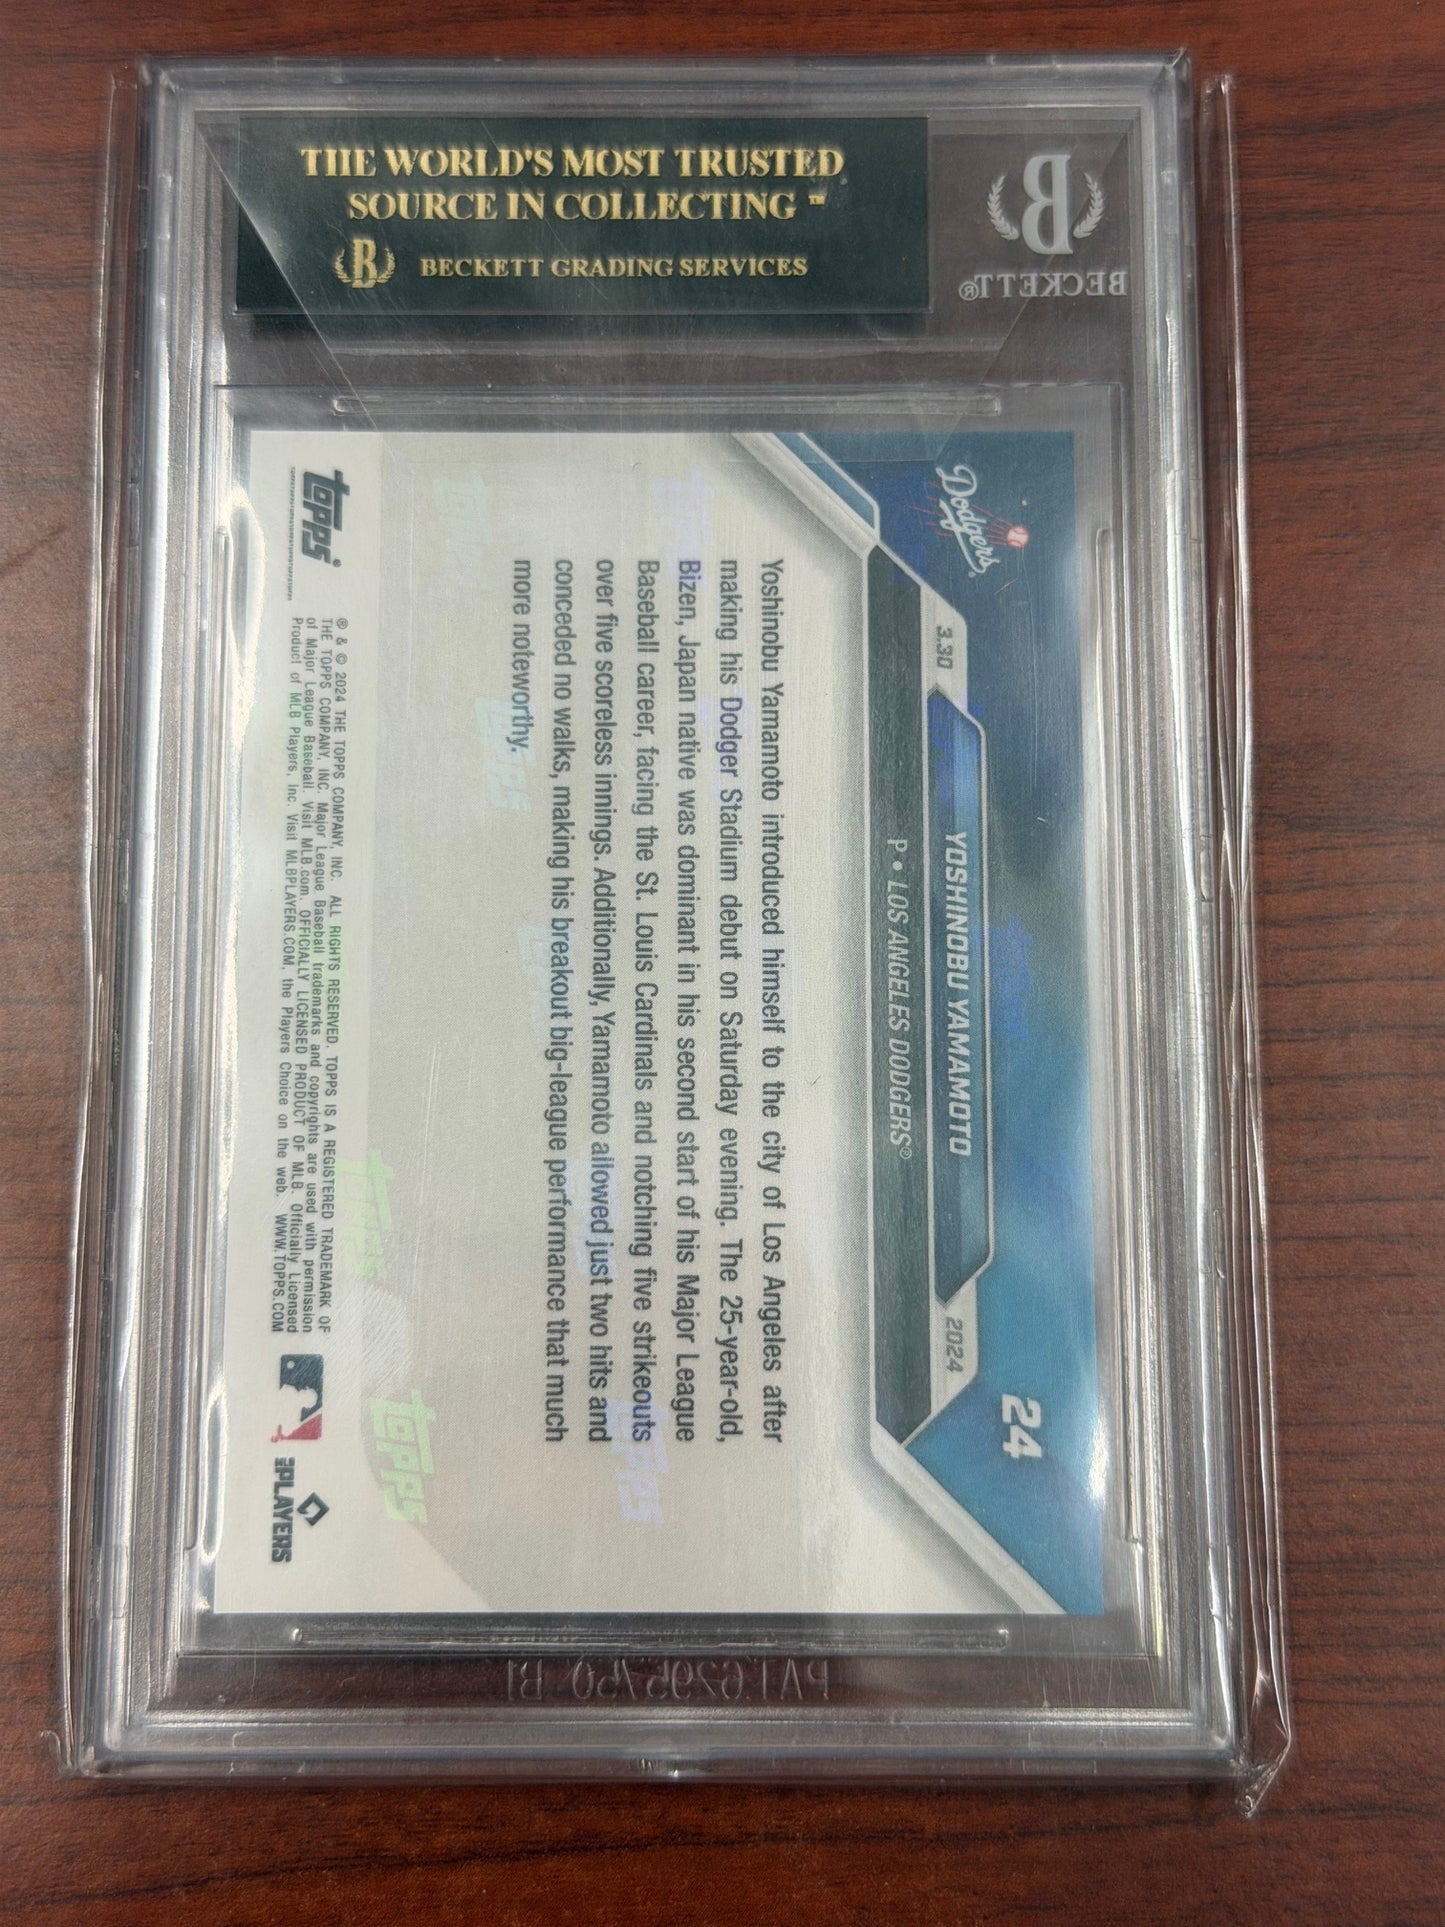 THE WORLD'S MOST TRUSTED
SOURCE IN COLLECTING ™
B BECKETT GRADING SERVICES
B
BECKETT®
Dodgers
3.30
YOSHINOBU YAMAMOTO
2024
24
P • LOS ANGELES DODGERS®
Yoshinobu Yamamoto introduced himself to the city of Los Angeles after
making his Dodger Stadium debut on Saturday evening. The 25-year-old,
Bizen, Japan native was dominant in his second start of his Major League
Baseball career, facing the St. Louis Cardinals and notching five strikeouts
over five scoreless innings. Additionally, Yamamoto allowed just two hits and
conceded no walks, making his breakout big-league performance that much
more noteworthy.
topps®
® & © 2024 THE TOPPS COMPANY, INC. ALL RIGHTS RESERVED. TOPPS IS A REGISTERED TRADEMARK OF
THE TOPPS COMPANY, INC. Major League Baseball trademarks and copyrights are used with permission
of Major League Baseball. Visit MLB.com. OFFICIALLY LICENSED PRODUCT OF MLB. Officially Licensed
Product of MLB Players, Inc. Visit MLBPLAYERS.COM, the Players Choice on the web. WWW.TOPPS.COM
PLAYERS
topps
topps
topps
topps